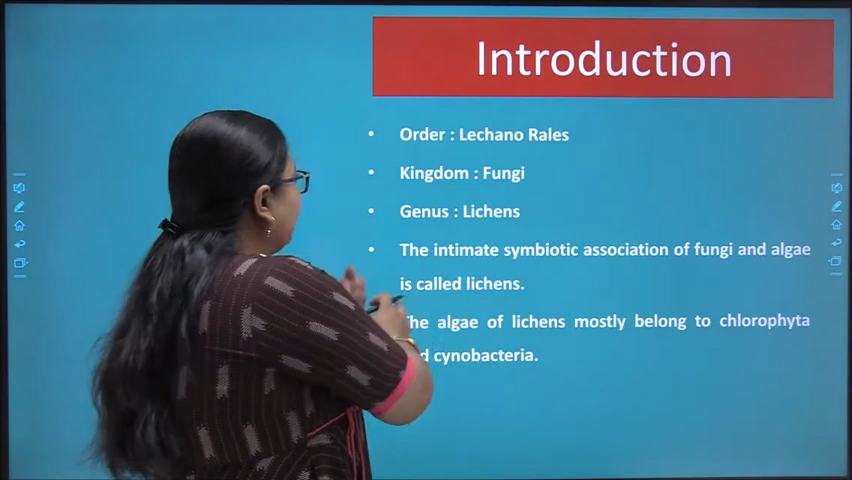 Introduction
• Order : Lechano Rales
• Kingdom : Fungi
• Genus : Lichens
• The intimate symbiotic association of fungi and algae
is called lichens.
he algae of lichens mostly belong to chlorophyta
d cynobacteria.